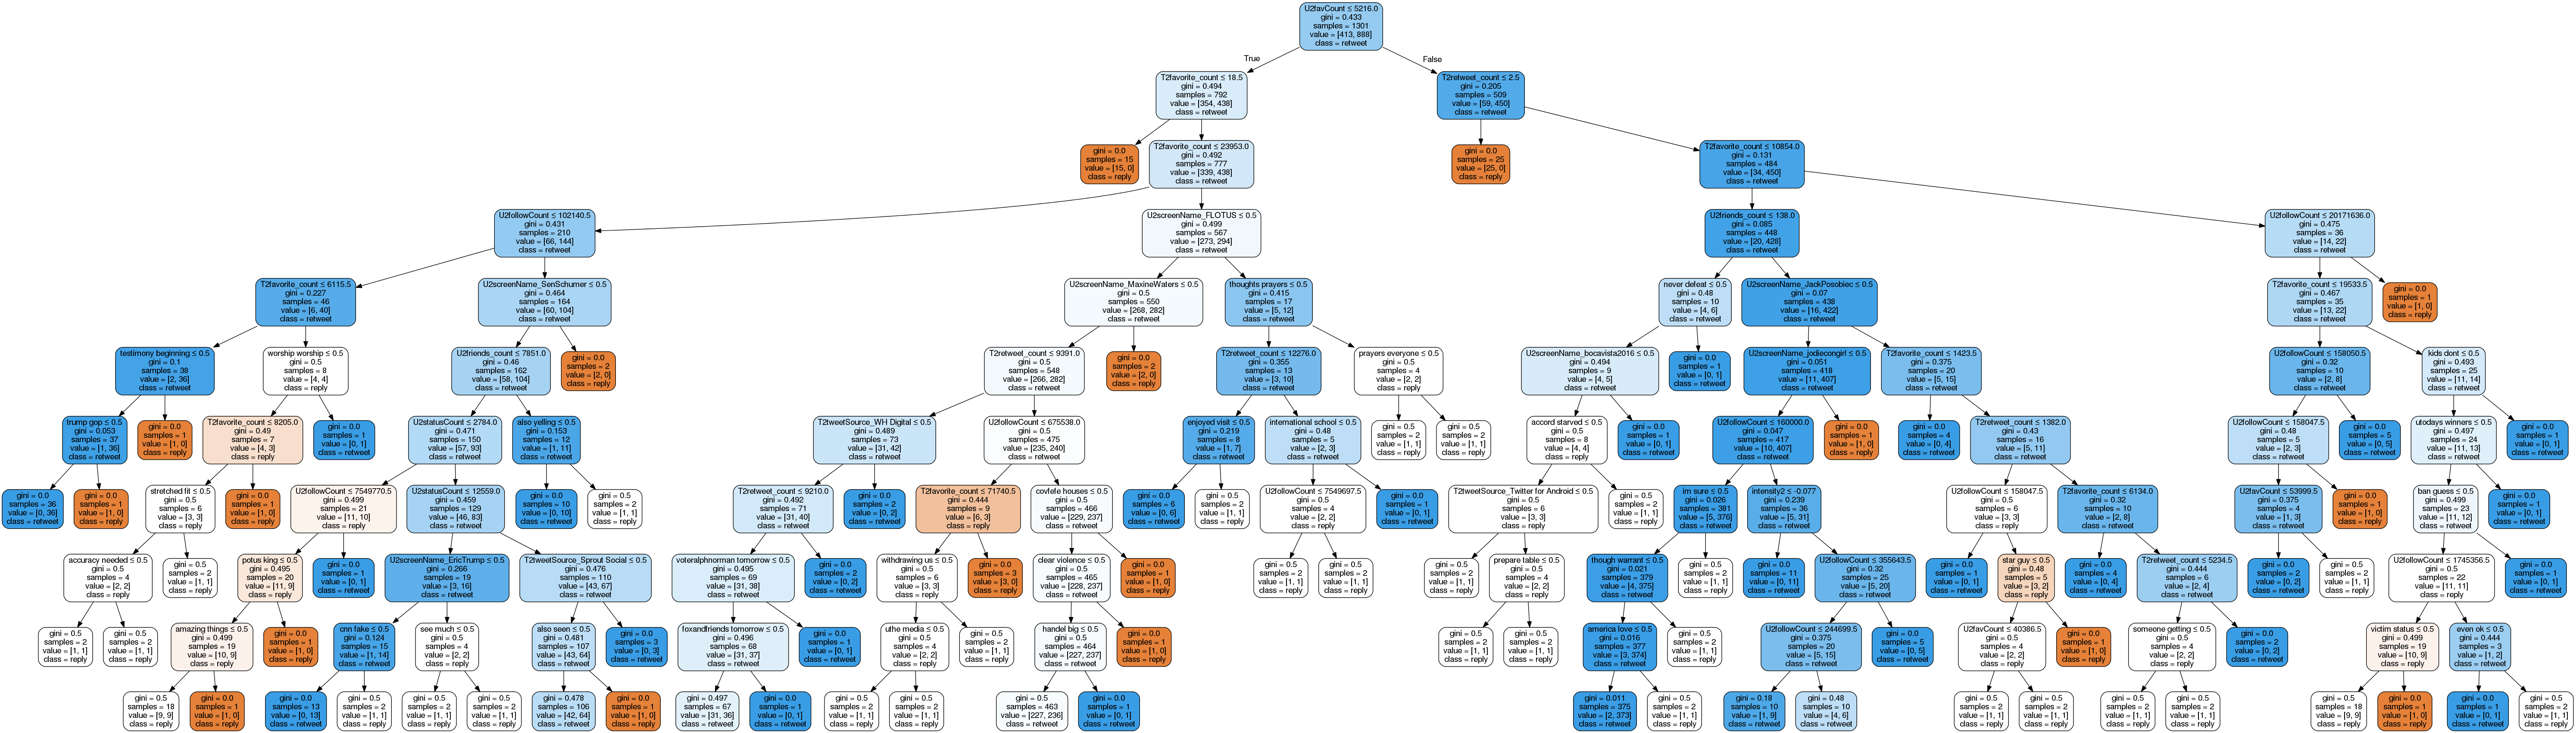 U2favCount ≤ 5216.0
gini = 0.433
samples = 1301
value = [413, 888]
class = retweet
True
False
T2favorite_count ≤ 18.5
gini = 0.494
samples = 792
value = [354, 438]
class = retweet
T2retweet_count ≤ 2.5
gini = 0.205
samples = 509
value = [59, 450]
class = retweet
gini = 0.0
samples = 15
value = [15, 0]
class = reply
T2favorite_count ≤ 23953.0
gini = 0.492
samples = 777
value = [339, 438]
class = retweet
gini = 0.0
samples = 25
value = [25, 0]
class = reply
T2favorite_count ≤ 10854.0
gini = 0.131
samples = 484
value = [34, 450]
class = retweet
U2followCount ≤ 102140.5
gini = 0.431
samples = 210
value = [66, 144]
class = retweet
U2screenName_FLOTUS ≤ 0.5
gini = 0.499
samples = 567
value = [273, 294]
class = retweet
U2friends_count ≤ 138.0
gini = 0.085
samples = 448
value = [20, 428]
class = retweet
U2followCount ≤ 20171636.0
gini = 0.475
samples = 36
value = [14, 22]
class = retweet
T2favorite_count ≤ 6115.5
gini = 0.227
samples = 46
value = [6, 40]
class = retweet
U2screenName_SenSchumer ≤ 0.5
gini = 0.464
samples = 164
value = [60, 104]
class = retweet
U2screenName_MaxineWaters ≤ 0.5
gini = 0.5
samples = 550
value = [268, 282]
class = retweet
thoughts prayers ≤ 0.5
gini = 0.415
samples = 17
value = [5, 12]
class = retweet
never defeat ≤ 0.5
gini = 0.48
samples = 10
value = [4, 6]
class = retweet
U2screenName_JackPosobiec ≤ 0.5
gini = 0.07
samples = 438
value = [16, 422]
class = retweet
T2favorite_count ≤ 19533.5
gini = 0.467
samples = 35
value = [13, 22]
class = retweet
gini = 0.0
samples = 1
value = [1, 0]
class = reply
testimony beginning ≤ 0.5
gini = 0.1
samples = 38
value = [2, 36]
class = retweet
worship worship ≤ 0.5
gini = 0.5
samples = 8
value = [4, 4]
class = reply
U2friends_count ≤ 7851.0
gini = 0.46
samples = 162
value = [58, 104]
class = retweet
gini = 0.0
samples = 2
value = [2, 0]
class = reply
T2retweet_count ≤ 9391.0
gini = 0.5
samples = 548
value = [266, 282]
class = retweet
gini = 0.0
samples = 2
value = [2, 0]
class = reply
T2retweet_count ≤ 12276.0
gini = 0.355
samples = 13
value = [3, 10]
class = retweet
prayers everyone ≤ 0.5
gini = 0.5
samples = 4
value = [2, 2]
class = reply
U2screenName_bocavista2016 ≤ 0.5
gini = 0.494
samples = 9
value = [4, 5]
class = retweet
gini = 0.0
samples = 1
value = [0, 1]
class = retweet
U2screenName_jodiecongirl ≤ 0.5
gini = 0.051
samples = 418
value = [11, 407]
class = retweet
T2favorite_count ≤ 1423.5
gini = 0.375
samples = 20
value = [5, 15]
class = retweet
U2followCount ≤ 158050.5
gini = 0.32
samples = 10
value = [2, 8]
class = retweet
kids dont ≤ 0.5
gini = 0.493
samples = 25
value = [11, 14]
class = retweet
trump gop ≤ 0.5
gini = 0.053
samples = 37
value = [1, 36]
class = retweet
gini = 0.0
samples = 1
value = [1, 0]
class = reply
T2favorite_count ≤ 8205.0
gini = 0.49
samples = 7
value = [4, 3]
class = reply
gini = 0.0
samples = 1
value = [0, 1]
class = retweet
U2statusCount ≤ 2784.0
gini = 0.471
samples = 150
value = [57, 93]
class = retweet
also yelling ≤ 0.5
gini = 0.153
samples = 12
value = [1, 11]
class = retweet
T2tweetSource_WH Digital ≤ 0.5
gini = 0.489
samples = 73
value = [31, 42]
class = retweet
U2followCount ≤ 675538.0
gini = 0.5
samples = 475
value = [235, 240]
class = retweet
enjoyed visit ≤ 0.5
gini = 0.219
samples = 8
value = [1, 7]
class = retweet
international school ≤ 0.5
gini = 0.48
samples = 5
value = [2, 3]
class = retweet
gini = 0.5
samples = 2
value = [1, 1]
class = reply
gini = 0.5
samples = 2
value = [1, 1]
class = reply
accord starved ≤ 0.5
gini = 0.5
samples = 8
value = [4, 4]
class = reply
gini = 0.0
samples = 1
value = [0, 1]
class = retweet
U2followCount ≤ 160000.0
gini = 0.047
samples = 417
value = [10, 407]
class = retweet
gini = 0.0
samples = 1
value = [1, 0]
class = reply
gini = 0.0
samples = 4
value = [0, 4]
class = retweet
T2retweet_count ≤ 1382.0
gini = 0.43
samples = 16
value = [5, 11]
class = retweet
U2followCount ≤ 158047.5
gini = 0.48
samples = 5
value = [2, 3]
class = retweet
gini = 0.0
samples = 5
value = [0, 5]
class = retweet
utodays winners ≤ 0.5
gini = 0.497
samples = 24
value = [11, 13]
class = retweet
gini = 0.0
samples = 1
value = [0, 1]
class = retweet
gini = 0.0
samples = 36
value = [0, 36]
class = retweet
gini = 0.0
samples = 1
value = [1, 0]
class = reply
stretched fit ≤ 0.5
gini = 0.5
samples = 6
value = [3, 3]
class = reply
gini = 0.0
samples = 1
value = [1, 0]
class = reply
U2followCount ≤ 7549770.5
gini = 0.499
samples = 21
value = [11, 10]
class = reply
U2statusCount ≤ 12559.0
gini = 0.459
samples = 129
value = [46, 83]
class = retweet
gini = 0.0
samples = 10
value = [0, 10]
class = retweet
gini = 0.5
samples = 2
value = [1, 1]
class = reply
T2retweet_count ≤ 9210.0
gini = 0.492
samples = 71
value = [31, 40]
class = retweet
gini = 0.0
samples = 2
value = [0, 2]
class = retweet
T2favorite_count ≤ 71740.5
gini = 0.444
samples = 9
value = [6, 3]
class = reply
covfefe houses ≤ 0.5
gini = 0.5
samples = 466
value = [229, 237]
class = retweet
gini = 0.0
samples = 6
value = [0, 6]
class = retweet
gini = 0.5
samples = 2
value = [1, 1]
class = reply
U2followCount ≤ 7549697.5
gini = 0.5
samples = 4
value = [2, 2]
class = reply
gini = 0.0
samples = 1
value = [0, 1]
class = retweet
T2tweetSource_Twitter for Android ≤ 0.5
gini = 0.5
samples = 6
value = [3, 3]
class = reply
gini = 0.5
samples = 2
value = [1, 1]
class = reply
im sure ≤ 0.5
gini = 0.026
samples = 381
value = [5, 376]
class = retweet
intensity2 ≤ -0.077
gini = 0.239
samples = 36
value = [5, 31]
class = retweet
U2followCount ≤ 158047.5
gini = 0.5
samples = 6
value = [3, 3]
class = reply
T2favorite_count ≤ 6134.0
gini = 0.32
samples = 10
value = [2, 8]
class = retweet
U2favCount ≤ 53999.5
gini = 0.375
samples = 4
value = [1, 3]
class = retweet
gini = 0.0
samples = 1
value = [1, 0]
class = reply
ban guess ≤ 0.5
gini = 0.499
samples = 23
value = [11, 12]
class = retweet
gini = 0.0
samples = 1
value = [0, 1]
class = retweet
accuracy needed ≤ 0.5
gini = 0.5
samples = 4
value = [2, 2]
class = reply
gini = 0.5
samples = 2
value = [1, 1]
class = reply
potus king ≤ 0.5
gini = 0.495
samples = 20
value = [11, 9]
class = reply
gini = 0.0
samples = 1
value = [0, 1]
class = retweet
U2screenName_EricTrump ≤ 0.5
gini = 0.266
samples = 19
value = [3, 16]
class = retweet
T2tweetSource_Sprout Social ≤ 0.5
gini = 0.476
samples = 110
value = [43, 67]
class = retweet
voteralphnorman tomorrow ≤ 0.5
gini = 0.495
samples = 69
value = [31, 38]
class = retweet
gini = 0.0
samples = 2
value = [0, 2]
class = retweet
withdrawing us ≤ 0.5
gini = 0.5
samples = 6
value = [3, 3]
class = reply
gini = 0.0
samples = 3
value = [3, 0]
class = reply
clear violence ≤ 0.5
gini = 0.5
samples = 465
value = [228, 237]
class = retweet
gini = 0.0
samples = 1
value = [1, 0]
class = reply
gini = 0.5
samples = 2
value = [1, 1]
class = reply
gini = 0.5
samples = 2
value = [1, 1]
class = reply
gini = 0.5
samples = 2
value = [1, 1]
class = reply
prepare table ≤ 0.5
gini = 0.5
samples = 4
value = [2, 2]
class = reply
though warrant ≤ 0.5
gini = 0.021
samples = 379
value = [4, 375]
class = retweet
gini = 0.5
samples = 2
value = [1, 1]
class = reply
gini = 0.0
samples = 11
value = [0, 11]
class = retweet
U2followCount ≤ 355643.5
gini = 0.32
samples = 25
value = [5, 20]
class = retweet
gini = 0.0
samples = 1
value = [0, 1]
class = retweet
star guy ≤ 0.5
gini = 0.48
samples = 5
value = [3, 2]
class = reply
gini = 0.0
samples = 4
value = [0, 4]
class = retweet
T2retweet_count ≤ 5234.5
gini = 0.444
samples = 6
value = [2, 4]
class = retweet
gini = 0.0
samples = 2
value = [0, 2]
class = retweet
gini = 0.5
samples = 2
value = [1, 1]
class = reply
U2followCount ≤ 1745356.5
gini = 0.5
samples = 22
value = [11, 11]
class = reply
gini = 0.0
samples = 1
value = [0, 1]
class = retweet
gini = 0.5
samples = 2
value = [1, 1]
class = reply
gini = 0.5
samples = 2
value = [1, 1]
class = reply
amazing things ≤ 0.5
gini = 0.499
samples = 19
value = [10, 9]
class = reply
gini = 0.0
samples = 1
value = [1, 0]
class = reply
cnn fake ≤ 0.5
gini = 0.124
samples = 15
value = [1, 14]
class = retweet
see much ≤ 0.5
gini = 0.5
samples = 4
value = [2, 2]
class = reply
also seen ≤ 0.5
gini = 0.481
samples = 107
value = [43, 64]
class = retweet
gini = 0.0
samples = 3
value = [0, 3]
class = retweet
foxandfriends tomorrow ≤ 0.5
gini = 0.496
samples = 68
value = [31, 37]
class = retweet
gini = 0.0
samples = 1
value = [0, 1]
class = retweet
uthe media ≤ 0.5
gini = 0.5
samples = 4
value = [2, 2]
class = reply
gini = 0.5
samples = 2
value = [1, 1]
class = reply
handel big ≤ 0.5
gini = 0.5
samples = 464
value = [227, 237]
class = retweet
gini = 0.0
samples = 1
value = [1, 0]
class = reply
gini = 0.5
samples = 2
value = [1, 1]
class = reply
gini = 0.5
samples = 2
value = [1, 1]
class = reply
america love ≤ 0.5
gini = 0.016
samples = 377
value = [3, 374]
class = retweet
gini = 0.5
samples = 2
value = [1, 1]
class = reply
U2followCount ≤ 244699.5
gini = 0.375
samples = 20
value = [5, 15]
class = retweet
gini = 0.0
samples = 5
value = [0, 5]
class = retweet
U2favCount ≤ 40386.5
gini = 0.5
samples = 4
value = [2, 2]
class = reply
gini = 0.0
samples = 1
value = [1, 0]
class = reply
someone getting ≤ 0.5
gini = 0.5
samples = 4
value = [2, 2]
class = reply
gini = 0.0
samples = 2
value = [0, 2]
class = retweet
victim status ≤ 0.5
gini = 0.499
samples = 19
value = [10, 9]
class = reply
even ok ≤ 0.5
gini = 0.444
samples = 3
value = [1, 2]
class = retweet
gini = 0.5
samples = 18
value = [9, 9]
class = reply
gini = 0.0
samples = 1
value = [1, 0]
class = reply
gini = 0.0
samples = 13
value = [0, 13]
class = retweet
gini = 0.5
samples = 2
value = [1, 1]
class = reply
gini = 0.5
samples = 2
value = [1, 1]
class = reply
gini = 0.5
samples = 2
value = [1, 1]
class = reply
gini = 0.478
samples = 106
value = [42, 64]
class = retweet
gini = 0.0
samples = 1
value = [1, 0]
class = reply
gini = 0.497
samples = 67
value = [31, 36]
class = retweet
gini = 0.0
samples = 1
value = [0, 1]
class = retweet
gini = 0.5
samples = 2
value = [1, 1]
class = reply
gini = 0.5
samples = 2
value = [1, 1]
class = reply
gini = 0.5
samples = 463
value = [227, 236]
class = retweet
gini = 0.0
samples = 1
value = [0, 1]
class = retweet
gini = 0.011
samples = 375
value = [2, 373]
class = retweet
gini = 0.5
samples = 2
value = [1, 1]
class = reply
gini = 0.18
samples = 10
value = [1, 9]
class = retweet
gini = 0.48
samples = 10
value = [4, 6]
class = retweet
gini = 0.5
samples = 2
value = [1, 1]
class = reply
gini = 0.5
samples = 2
value = [1, 1]
class = reply
gini = 0.5
samples = 2
value = [1, 1]
class = reply
gini = 0.5
samples = 2
value = [1, 1]
class = reply
gini = 0.5
samples = 18
value = [9, 9]
class = reply
gini = 0.0
samples = 1
value = [1, 0]
class = reply
gini = 0.0
samples = 1
value = [0, 1]
class = retweet
gini = 0.5
samples = 2
value = [1, 1]
class = reply